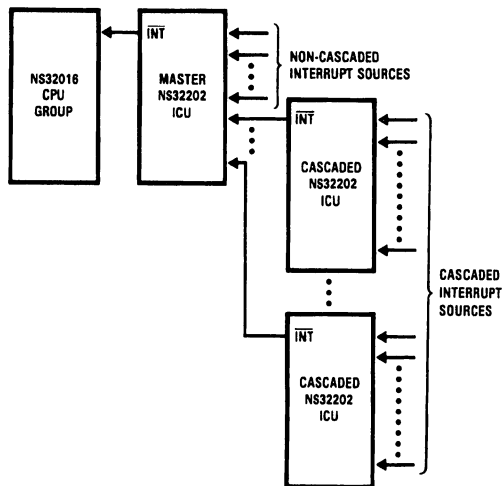 NS32016
CPU
GROUP
INT
MASTER
NS32202
ICU
NON-CASCADED
INTERRUPT SOURCES
INT
CASCADED
NS32202
ICU
CASCADED
INTERRUPT
SOURCES
INT
CASCADED
NS32202
ICU